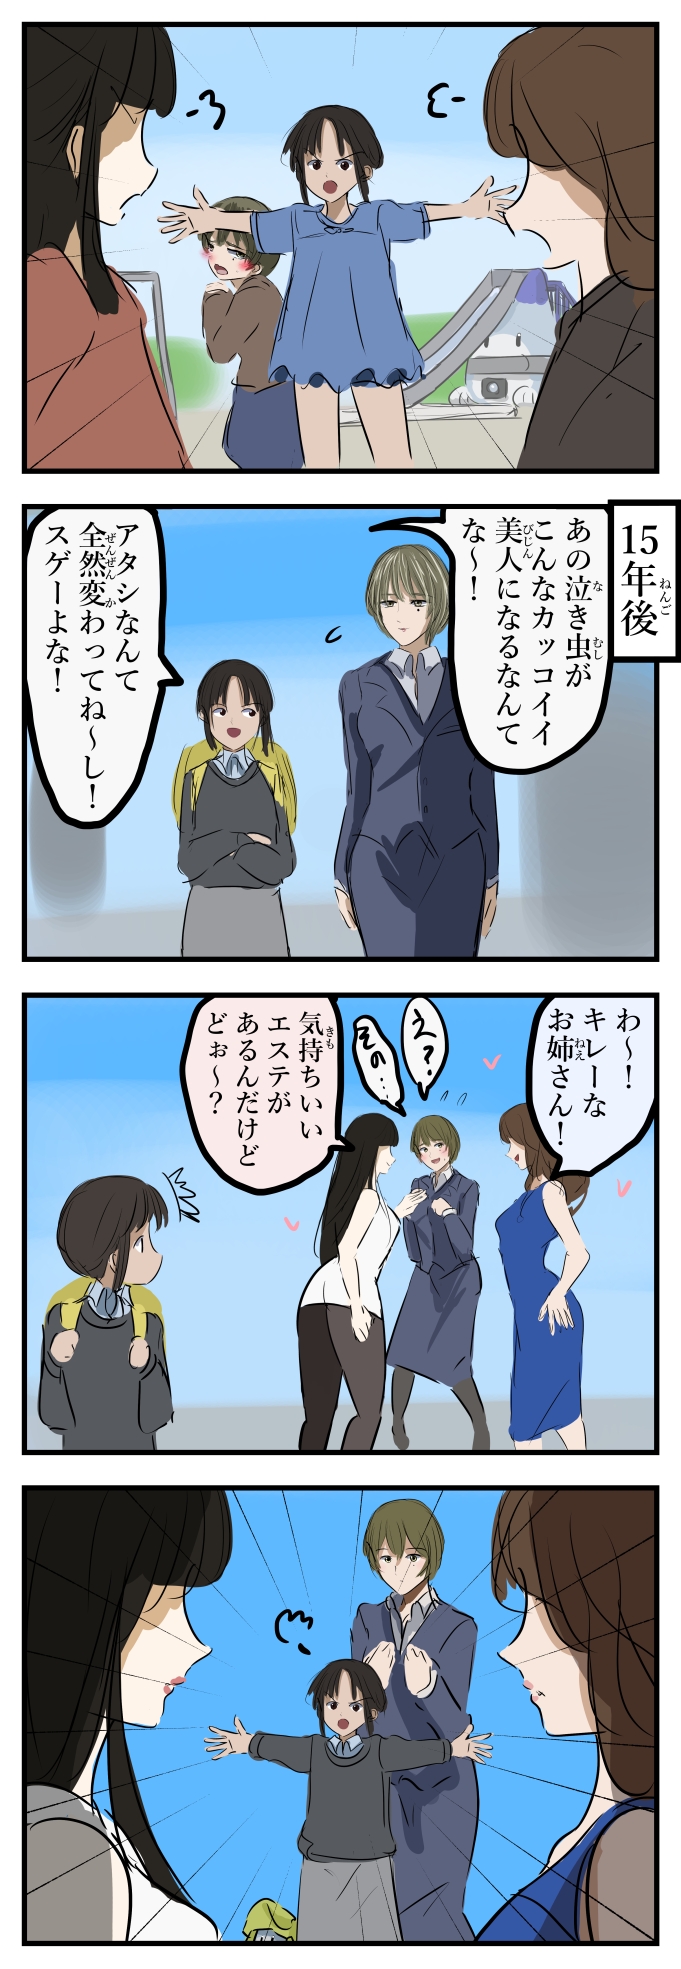 15年後
あの泣き虫が
こんなカッコイイ
美人になるなんて
な〜！
アタシなんて
全然変わってね〜し！
スゲーよな！
わ〜！
キレーな
お姉さん！
え？
その…
気持ちいい
エステが
あるんだけど
どぉ〜？